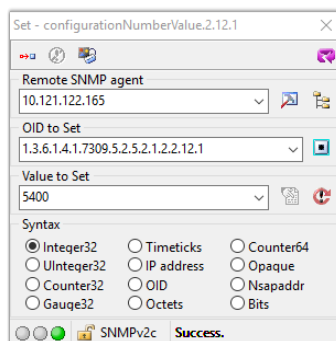 Set - configurationNumberValue.2.12.1
Remote SNMP agent
10.121.122.165
OID to Set
1.3.6.1.4.1.7309.5.2.5.2.1.2.2.12.1
Value to Set
5400
Syntax
Integer32 Timeticks Counter64
UInteger32 IP address Opaque
Counter32 OID Nsapaddr
Gauge32 Octets Bits
SNMPv2c Success.